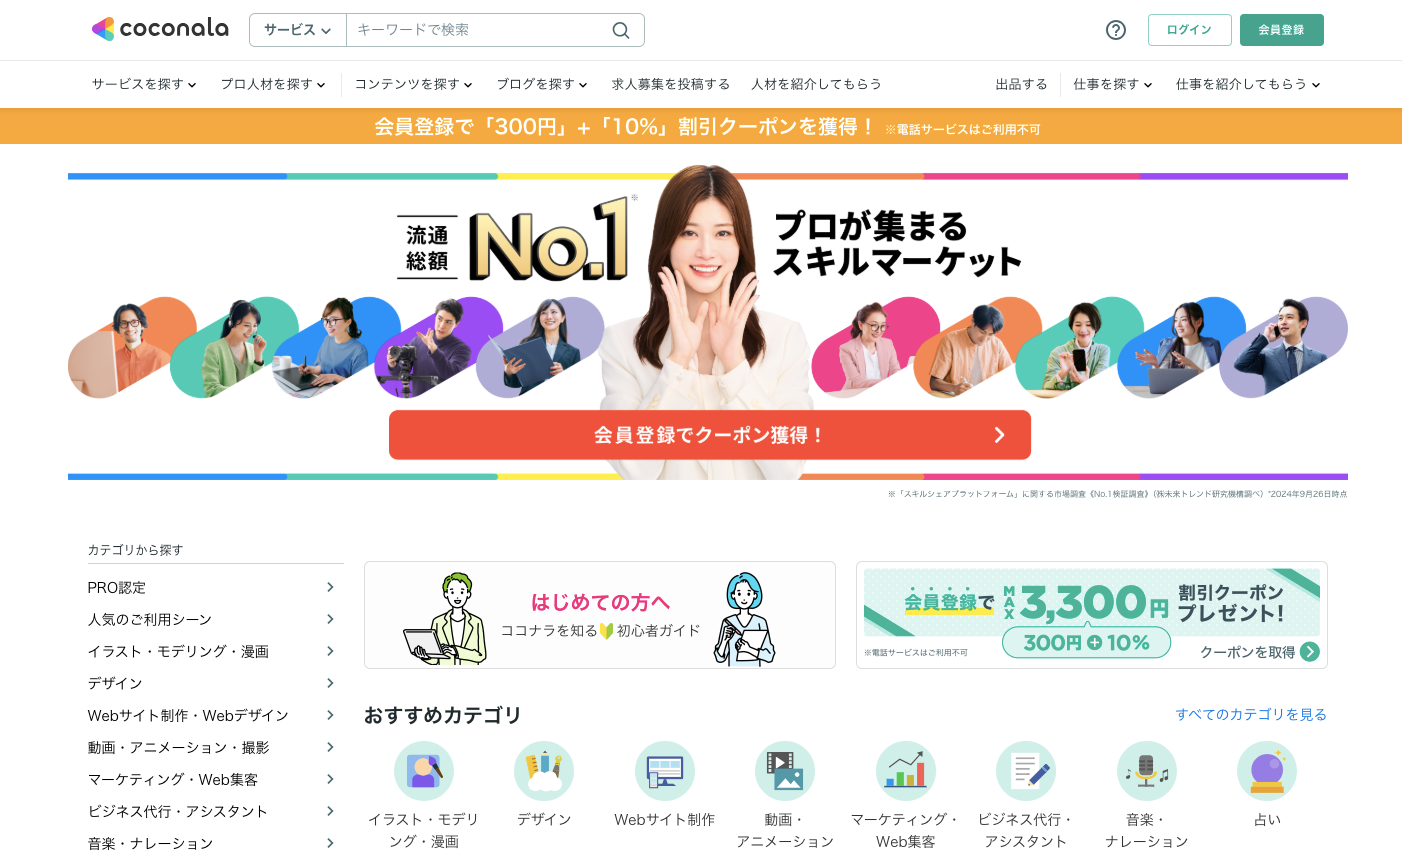 coconala
サービス
キーワードで検索
ログイン
会員登録
サービスを探す
プロ人材を探す
コンテンツを探す
ブログを探す
求人募集を投稿する
人材を紹介してもらう
出品する
仕事を探す
仕事を紹介してもらう
会員登録で「300円」+「10%」割引クーポンを獲得！ ※電話サービスはご利用不可
流通
総額
No.1
※
プロが集まる
スキルマーケット
会員登録でクーポン獲得！
※「スキルシェアプラットフォーム」に関する市場調査《No.1検証調査》（㈱未来トレンド研究機構調べ）"2024年9月26日時点
カテゴリから探す
PRO認定
人気のご利用シーン
イラスト・モデリング・漫画
デザイン
Webサイト制作・Webデザイン
動画・アニメーション・撮影
マーケティング・Web集客
ビジネス代行・アシスタント
音楽・ナレーション
はじめての方へ
ココナラを知る 初心者ガイド
会員登録で
MAX
3,300円
割引クーポン
プレゼント！
300円 + 10%
※電話サービスはご利用不可
クーポンを取得
おすすめカテゴリ
すべてのカテゴリを見る
イラスト・モデリ
ング・漫画
デザイン
Webサイト制作
動画・
アニメーション
マーケティング・
Web集客
ビジネス代行・
アシスタント
音楽・
ナレーション
占い